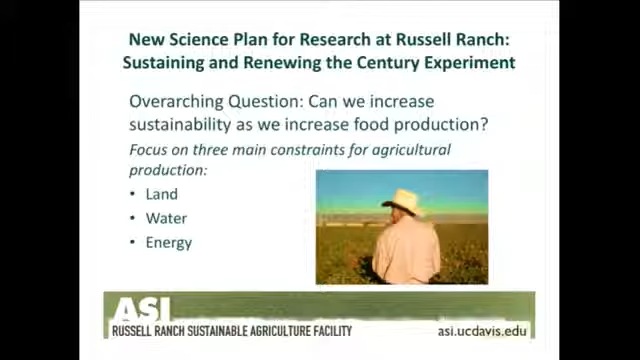 New Science Plan for Research at Russell Ranch:
Sustaining and Renewing the Century Experiment
Overarching Question: Can we increase
sustainability as we increase food production?
Focus on three main constraints for agricultural
production:
• Land
• Water
• Energy
ASI
RUSSELL RANCH SUSTAINABLE AGRICULTURE FACILITY
asi.ucdavis.edu